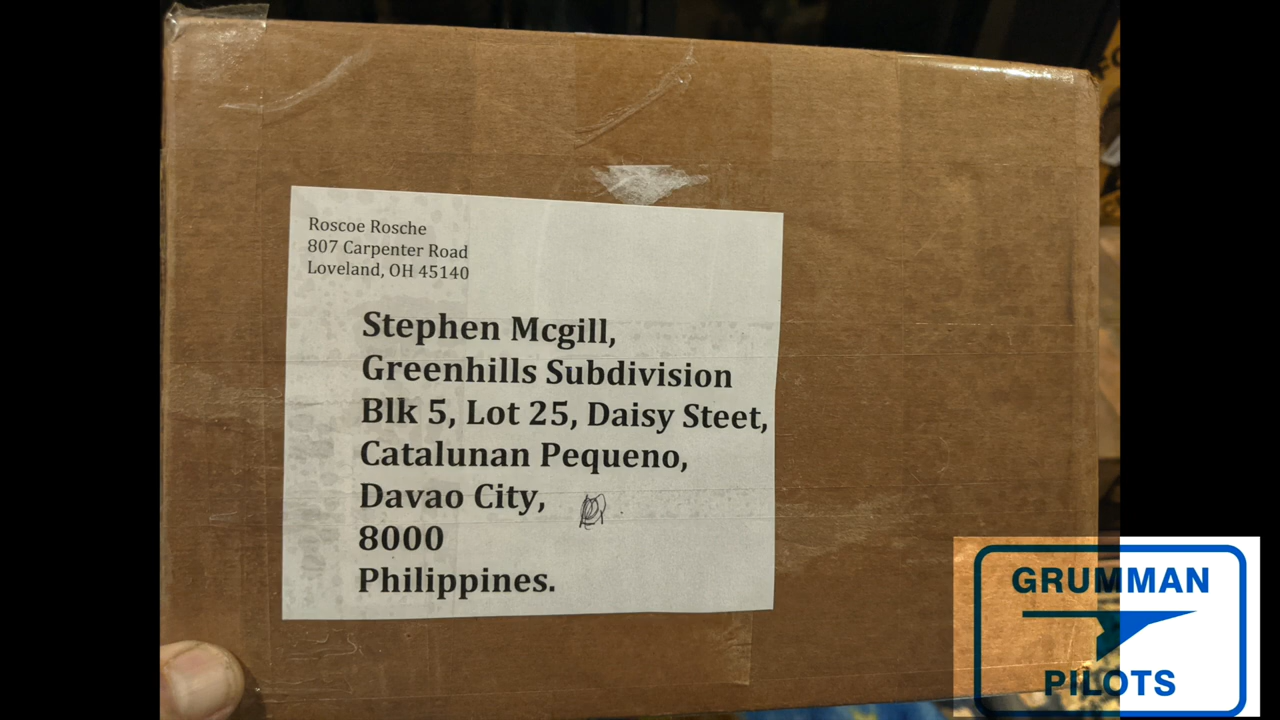 Roscoe Rosche
807 Carpenter Road
Loveland, OH 45140
Stephen Mcgill,
Greenhills Subdivision
Blk 5, Lot 25, Daisy Steet,
Catalunan Pequeno,
Davao City,
8000
Philippines.
GRUMMAN
PILOTS